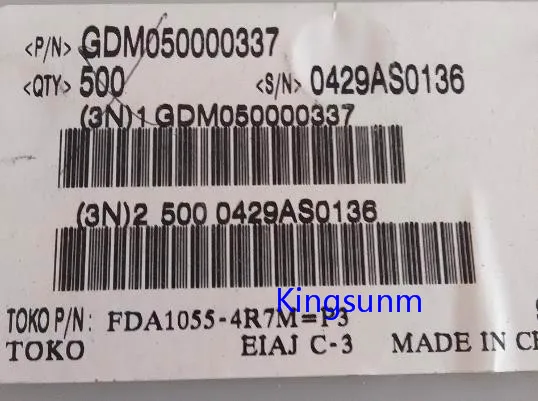 <P/N> GDM050000337
<QTY> 500 <S/N> 0429AS0136
(3N)1 GDM050000337
(3N)2 500 0429AS0136
Kingsunm
TOKO P/N: FDA1055-4R7M=P3
TOKO EIAJ C-3 MADE IN